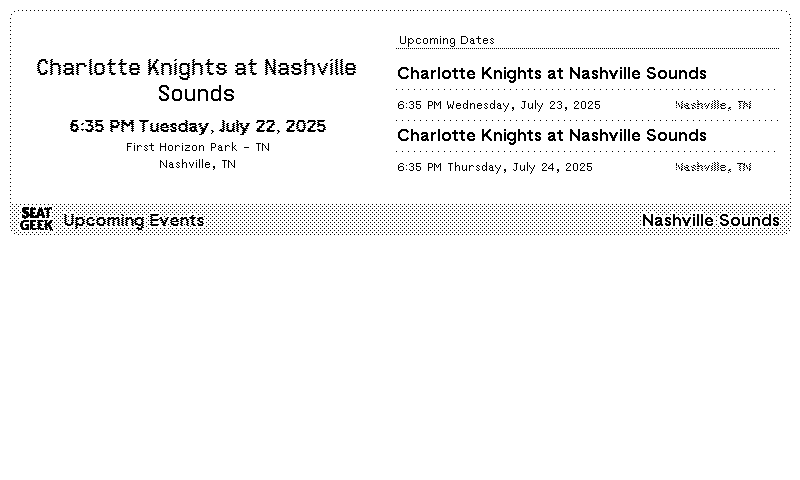 Charlotte Knights at Nashville
Sounds
6:35 PM Tuesday, July 22, 2025
First Horizon Park - TN
Nashville, TN
Upcoming Dates
Charlotte Knights at Nashville Sounds
6:35 PM Wednesday, July 23, 2025 Nashville, TN
Charlotte Knights at Nashville Sounds
6:35 PM Thursday, July 24, 2025 Nashville, TN
SEAT
GEEK
Upcoming Events
Nashville Sounds